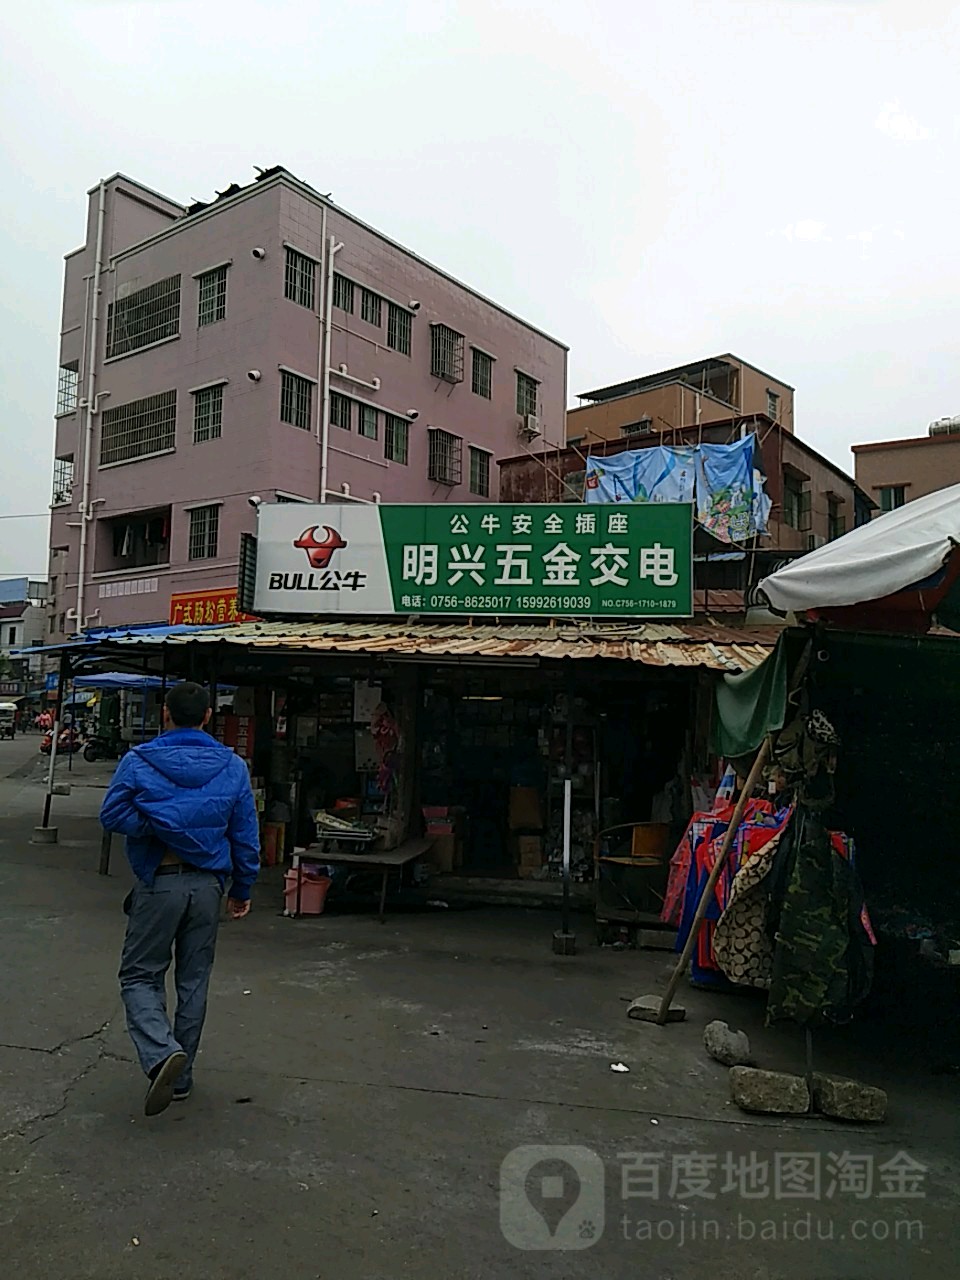 公牛安全插座
BULL公牛
明兴五金交电
电话：0756-8625017 15992619039
NO.C756-1710-1879
广式肠粉营养
百度地图淘金
taojin.baidu.com